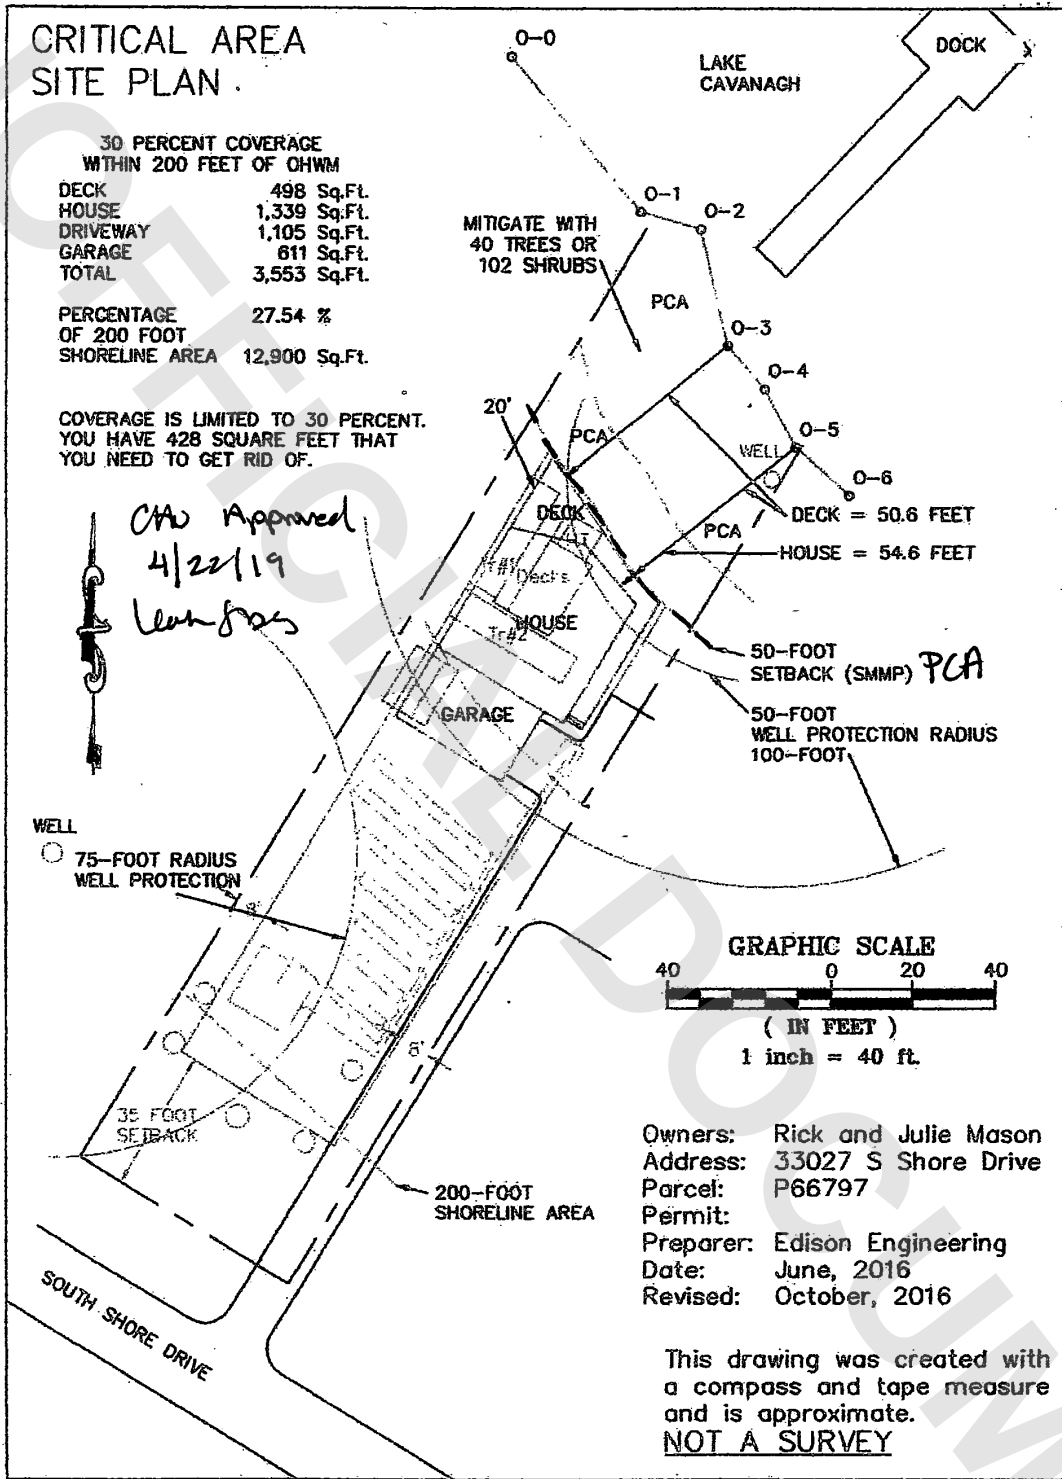 CRITICAL AREA
SITE PLAN
30 PERCENT COVERAGE
WITHIN 200 FEET OF OHWM
DECK 498 Sq.Ft.
HOUSE 1,339 Sq.Ft.
DRIVEWAY 1,105 Sq.Ft.
GARAGE 611 Sq.Ft.
TOTAL 3,553 Sq.Ft.
PERCENTAGE 27.54 %
OF 200 FOOT
SHORELINE AREA 12,900 Sq.Ft.
COVERAGE IS LIMITED TO 30 PERCENT.
YOU HAVE 428 SQUARE FEET THAT
YOU NEED TO GET RID OF.
Approved
4/22/19
O-0
LAKE
CAVANAGH
DOCK
O-1
O-2
MITIGATE WITH
40 TREES OR
102 SHRUBS
PCA
O-3
O-4
O-5
O-6
20'
PCA
WELL
PCA
DECK = 50.6 FEET
HOUSE = 54.6 FEET
DECK
Tr#1
Decks
HOUSE
Tr#2
GARAGE
50-FOOT
SETBACK (SMMP) PCA
50-FOOT
WELL PROTECTION RADIUS
100-FOOT
WELL
75-FOOT RADIUS
WELL PROTECTION
8'
35 FOOT
SETBACK
200-FOOT
SHORELINE AREA
SOUTH SHORE DRIVE
GRAPHIC SCALE
40 0 20 40
( IN FEET )
1 inch = 40 ft.
Owners: Rick and Julie Mason
Address: 33027 S Shore Drive
Parcel: P66797
Permit:
Preparer: Edison Engineering
Date: June, 2016
Revised: October, 2016
This drawing was created with
a compass and tape measure
and is approximate.
NOT A SURVEY
OFFICIAL DOCUM